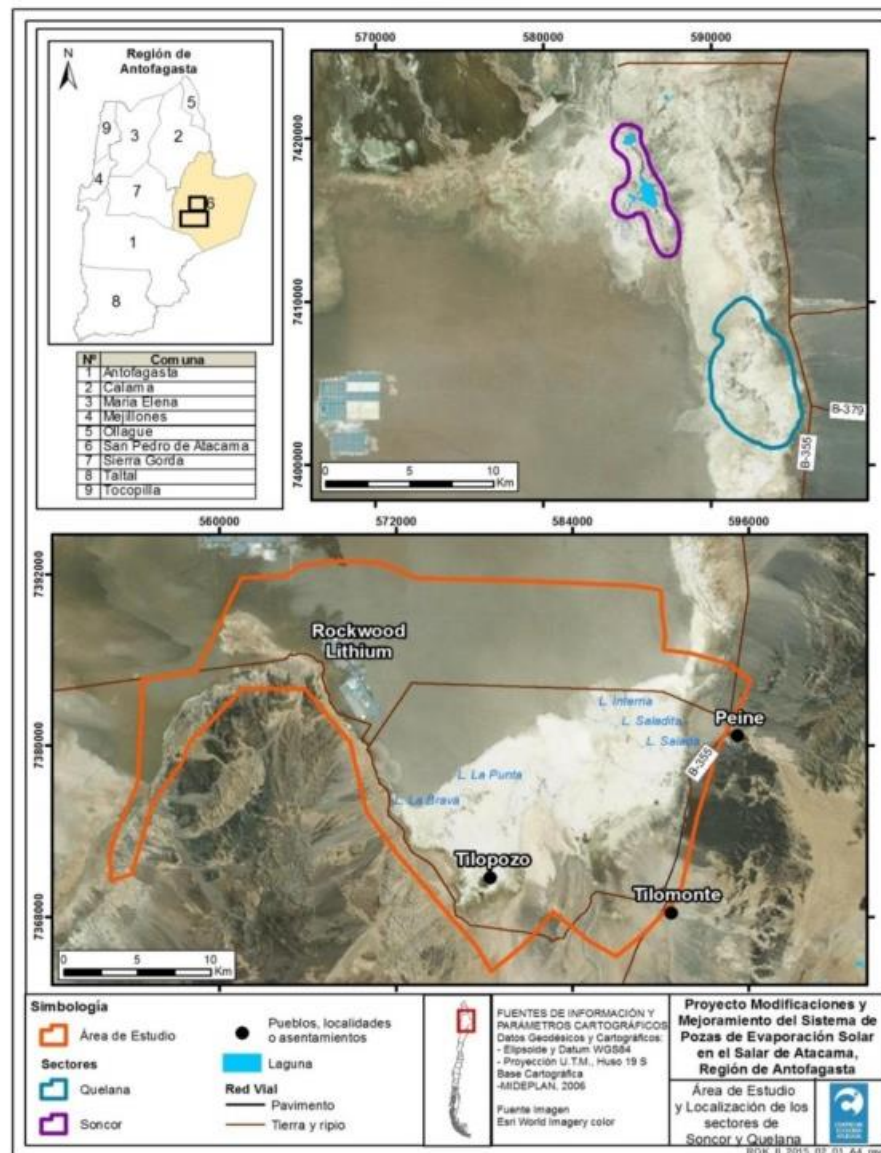 N
Región de
Antofagasta
5
9
3
2
4
7
6
1
8
Nº Comuna
1 Antofagasta
2 Calama
3 María Elena
4 Mejillones
5 Ollague
6 San Pedro de Atacama
7 Sierra Gorda
8 Taltal
9 Tocopilla
570000 580000 590000
7420000
7410000
7400000
B-379
B-355
0 5 10
Km
560000 572000 584000 596000
7392000
7380000
7368000
Rockwood
Lithium
L. Interna
L. Saladita
L. Salada
Peine
B-355
L. La Punta
L. La Brava
Tilopozo
Tilomonte
0 5 10
Km
Simbología
Área de Estudio
Sectores
Quelana
Soncor
Pueblos, localidades
o asentamientos
Laguna
Red Vial
Pavimento
Tierra y ripio
FUENTES DE INFORMACIÓN Y
PARÁMETROS CARTOGRÁFICOS
Datos Geodésicos y Cartográficos:
- Elipsoide y Datum WGS84
- Proyección U.T.M., Huso 19 S
Base Cartográfica
-MIDEPLAN, 2006
Fuente Imagen
Esri World Imagery color
Proyecto Modificaciones y
Mejoramiento del Sistema de
Pozas de Evaporación Solar
en el Salar de Atacama,
Región de Antofagasta
Área de Estudio
y Localización de los
sectores de
Soncor y Quelana